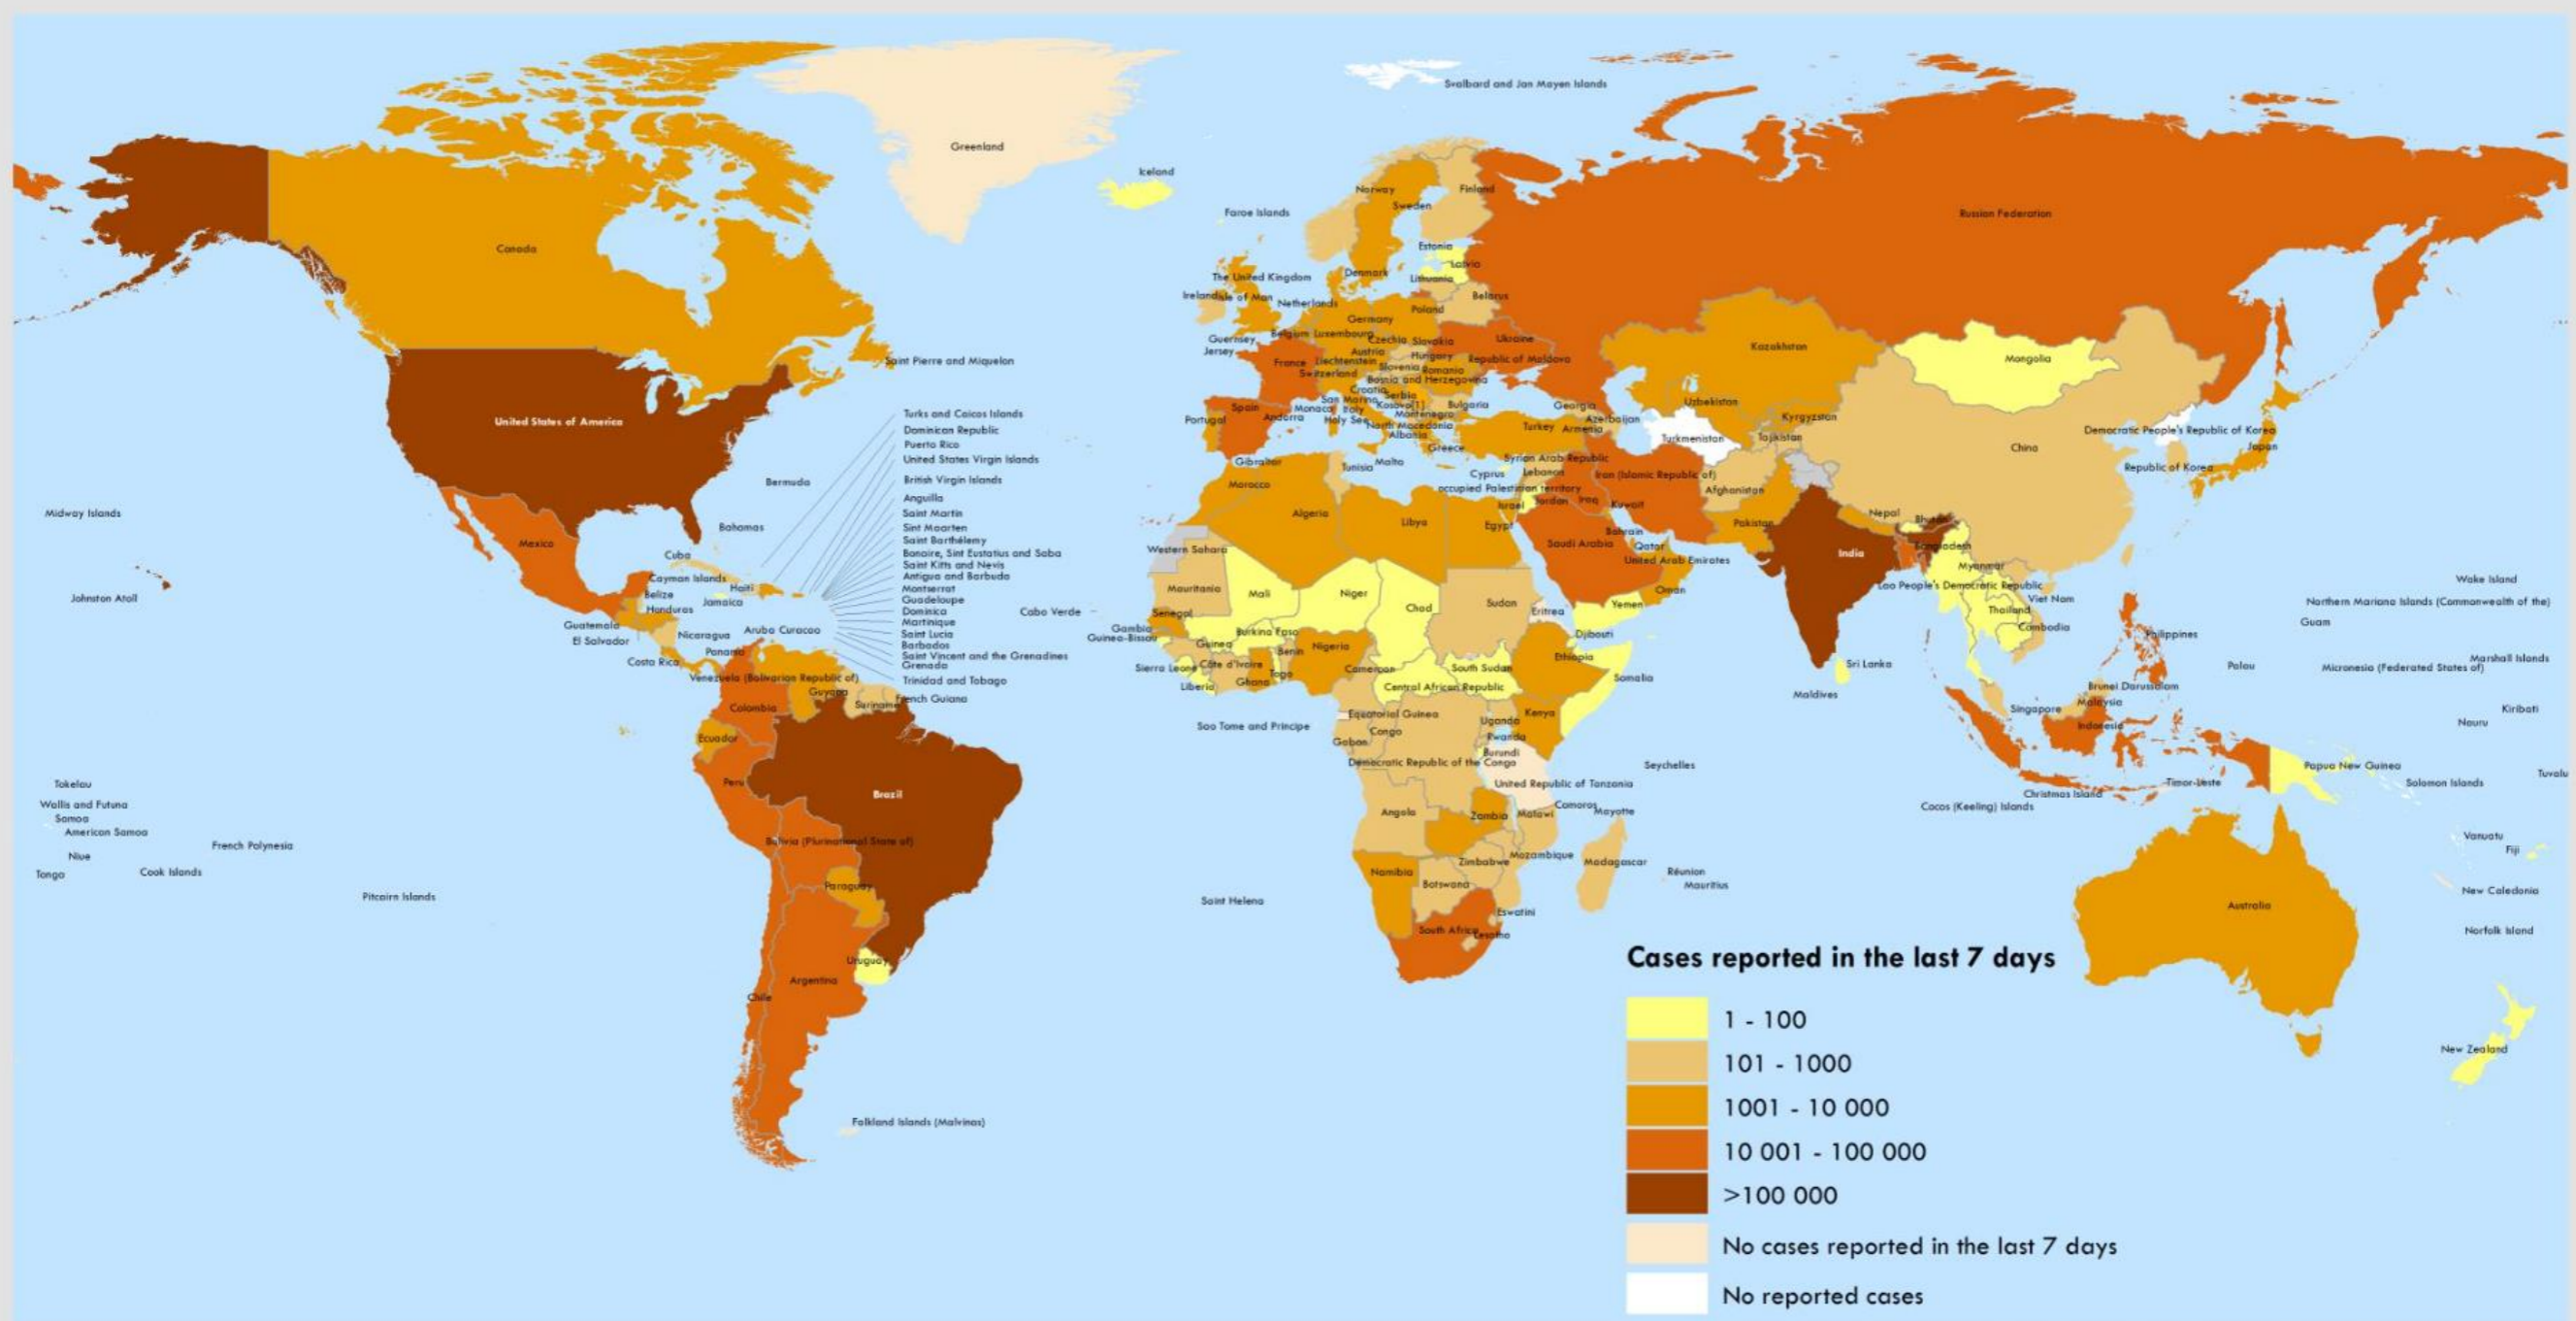 Svalbard and Jan Mayen Islands
Greenland
Iceland
Faroe Islands
Norway
Finland
Sweden
Russian Federation
Canada
Estonia
Latvia
Lithuania
Denmark
The United Kingdom
Ireland
Isle of Man
Netherlands
Belarus
Poland
Germany
Guernsey
Jersey
Belgium
Luxembourg
Czechia
Slovakia
Ukraine
Austria
Hungary
Republic of Moldova
France
Liechtenstein
Switzerland
Slovenia
Romania
Bosnia and Herzegovina
Croatia
San Marino
Serbia
Kazakhstan
Mongolia
Saint Pierre and Miquelon
United States of America
Portugal
Spain
Andorra
Monaco
Italy
Kosovo[1]
Bulgaria
Montenegro
Holy See
North Macedonia
Albania
Greece
Georgia
Azerbaijan
Turkey
Armenia
Uzbekistan
Kyrgyzstan
Turkmenistan
Tajikistan
China
Democratic People's Republic of Korea
Japan
Republic of Korea
Turks and Caicos Islands
Dominican Republic
Puerto Rico
United States Virgin Islands
British Virgin Islands
Anguilla
Saint Martin
Sint Maarten
Saint Barthélemy
Bonaire, Sint Eustatius and Saba
Saint Kitts and Nevis
Antigua and Barbuda
Montserrat
Guadeloupe
Dominica
Martinique
Saint Lucia
Barbados
Saint Vincent and the Grenadines
Grenada
Trinidad and Tobago
Bermuda
Gibraltar
Tunisia
Malta
Cyprus
Syrian Arab Republic
Lebanon
occupied Palestinian territory
Israel
Jordan
Iraq
Iran (Islamic Republic of)
Kuwait
Afghanistan
Morocco
Algeria
Libya
Egypt
Pakistan
Nepal
Bhutan
Bangladesh
India
Midway Islands
Johnston Atoll
Mexico
Bahamas
Cuba
Cayman Islands
Haiti
Belize
Jamaica
Honduras
Guatemala
El Salvador
Nicaragua
Aruba
Curacao
Costa Rica
Panama
Venezuela (Bolivarian Republic of)
Guyana
Suriname
French Guiana
Colombia
Ecuador
Cabo Verde
Western Sahara
Mauritania
Mali
Niger
Chad
Sudan
Eritrea
Saudi Arabia
Bahrain
Qatar
United Arab Emirates
Oman
Yemen
Djibouti
Senegal
Gambia
Guinea-Bissau
Guinea
Burkina Faso
Benin
Nigeria
Sierra Leone
Côte d'Ivoire
Liberia
Ghana
Togo
Cameroon
South Sudan
Central African Republic
Ethiopia
Somalia
Myanmar
Lao People's Democratic Republic
Viet Nam
Thailand
Cambodia
Philippines
Sri Lanka
Maldives
Wake Island
Northern Mariana Islands (Commonwealth of the)
Guam
Palau
Marshall Islands
Micronesia (Federated States of)
Brunei Darussalam
Malaysia
Singapore
Indonesia
Kiribati
Nauru
Sao Tome and Principe
Equatorial Guinea
Gabon
Congo
Uganda
Kenya
Rwanda
Burundi
Democratic Republic of the Congo
United Republic of Tanzania
Seychelles
Papua New Guinea
Solomon Islands
Tuvalu
Timor-Leste
Christmas Island
Cocos (Keeling) Islands
Tokelau
Wallis and Futuna
Samoa
American Samoa
Niue
Tonga
Cook Islands
French Polynesia
Pitcairn Islands
Peru
Brazil
Bolivia (Plurinational State of)
Paraguay
Angola
Zambia
Malawi
Comoros
Mayotte
Mozambique
Zimbabwe
Madagascar
Namibia
Botswana
Réunion
Mauritius
Saint Helena
Eswatini
South Africa
Lesotho
Vanuatu
Fiji
New Caledonia
Australia
Norfolk Island
New Zealand
Uruguay
Argentina
Chile
Falkland Islands (Malvinas)
Cases reported in the last 7 days
1 - 100
101 - 1000
1001 - 10 000
10 001 - 100 000
>100 000
No cases reported in the last 7 days
No reported cases